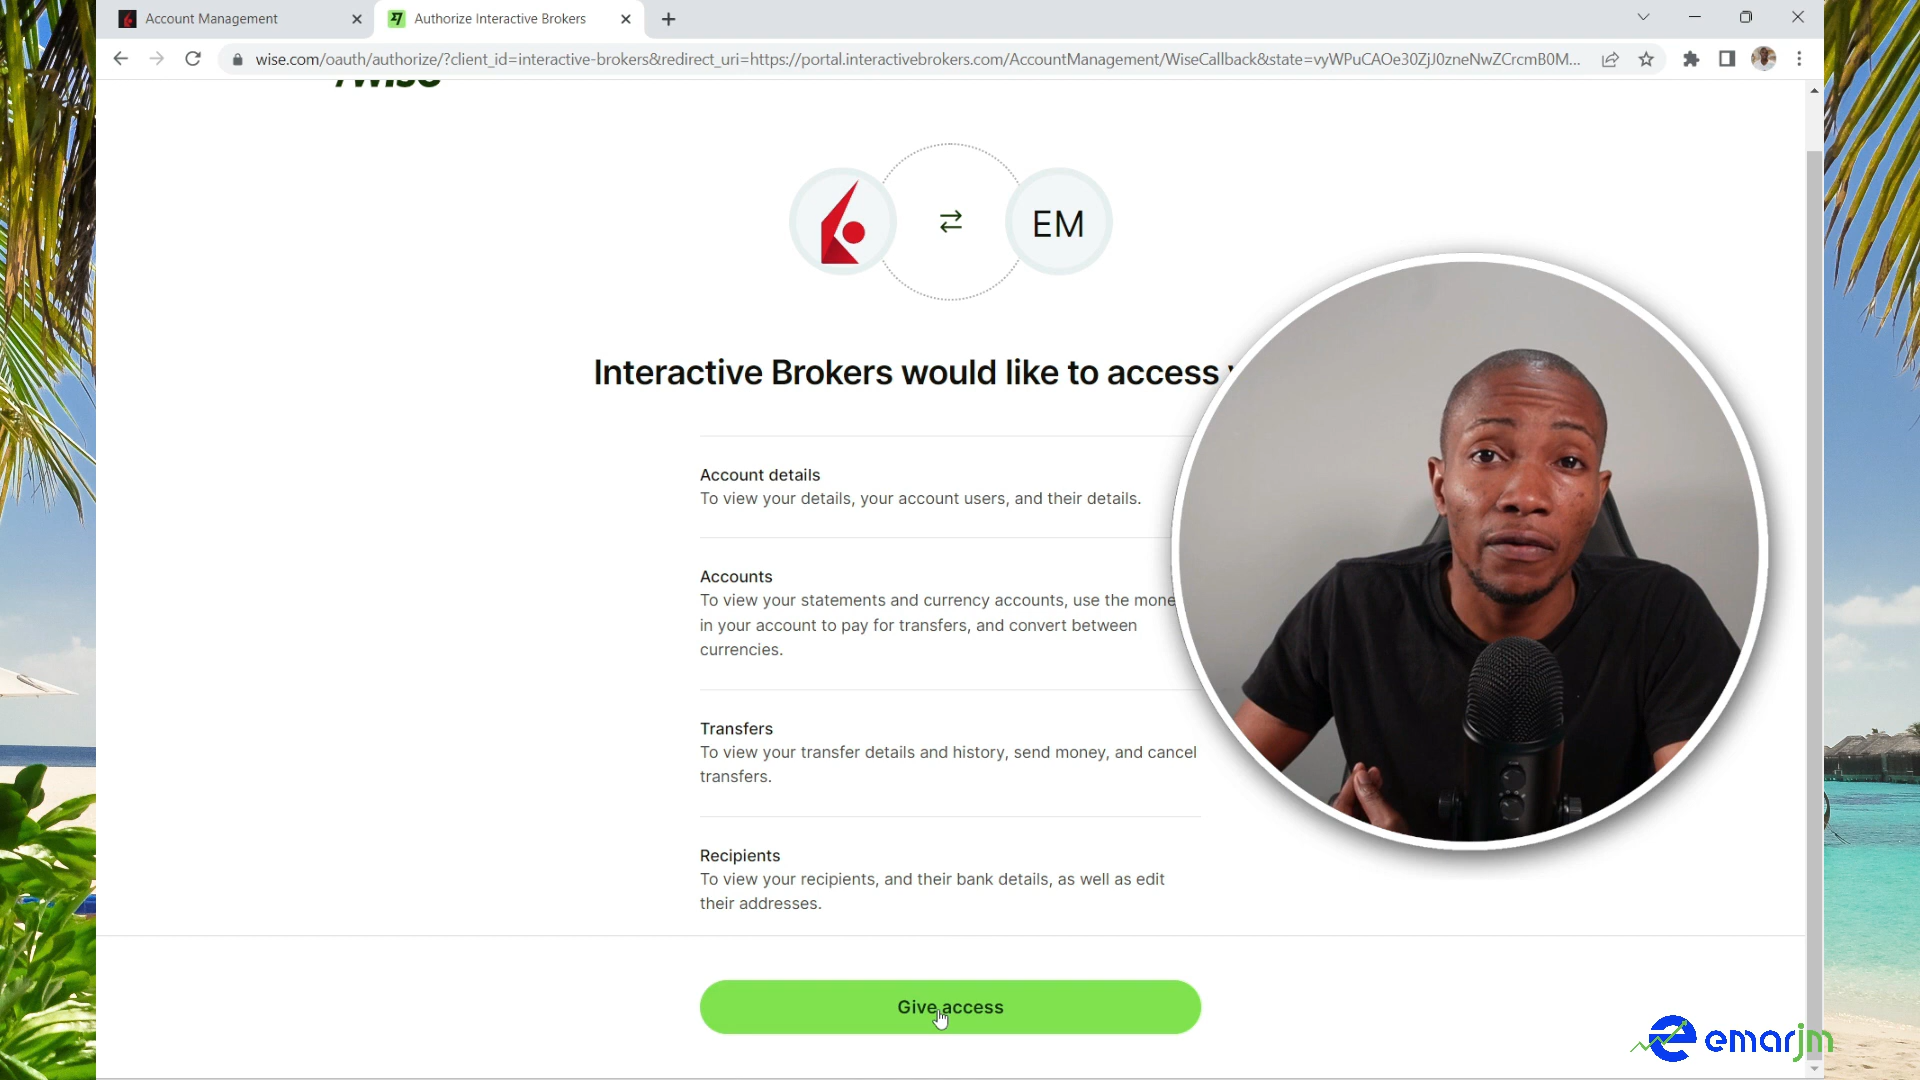 Account Management
Authorize Interactive Brokers
wise.com/oauth/authorize/?client_id=interactive-brokers&redirect_uri=https://portal.interactivebrokers.com/AccountManagement/WiseCallback&state=vyWPuCAOe30ZjJ0zneNwZCrcmB0M...
EM
Interactive Brokers would like to access
Account details
To view your details, your account users, and their details.
Accounts
To view your statements and currency accounts, use the mone
in your account to pay for transfers, and convert between
currencies.
Transfers
To view your transfer details and history, send money, and cancel
transfers.
Recipients
To view your recipients, and their bank details, as well as edit
their addresses.
Give access
emarjm